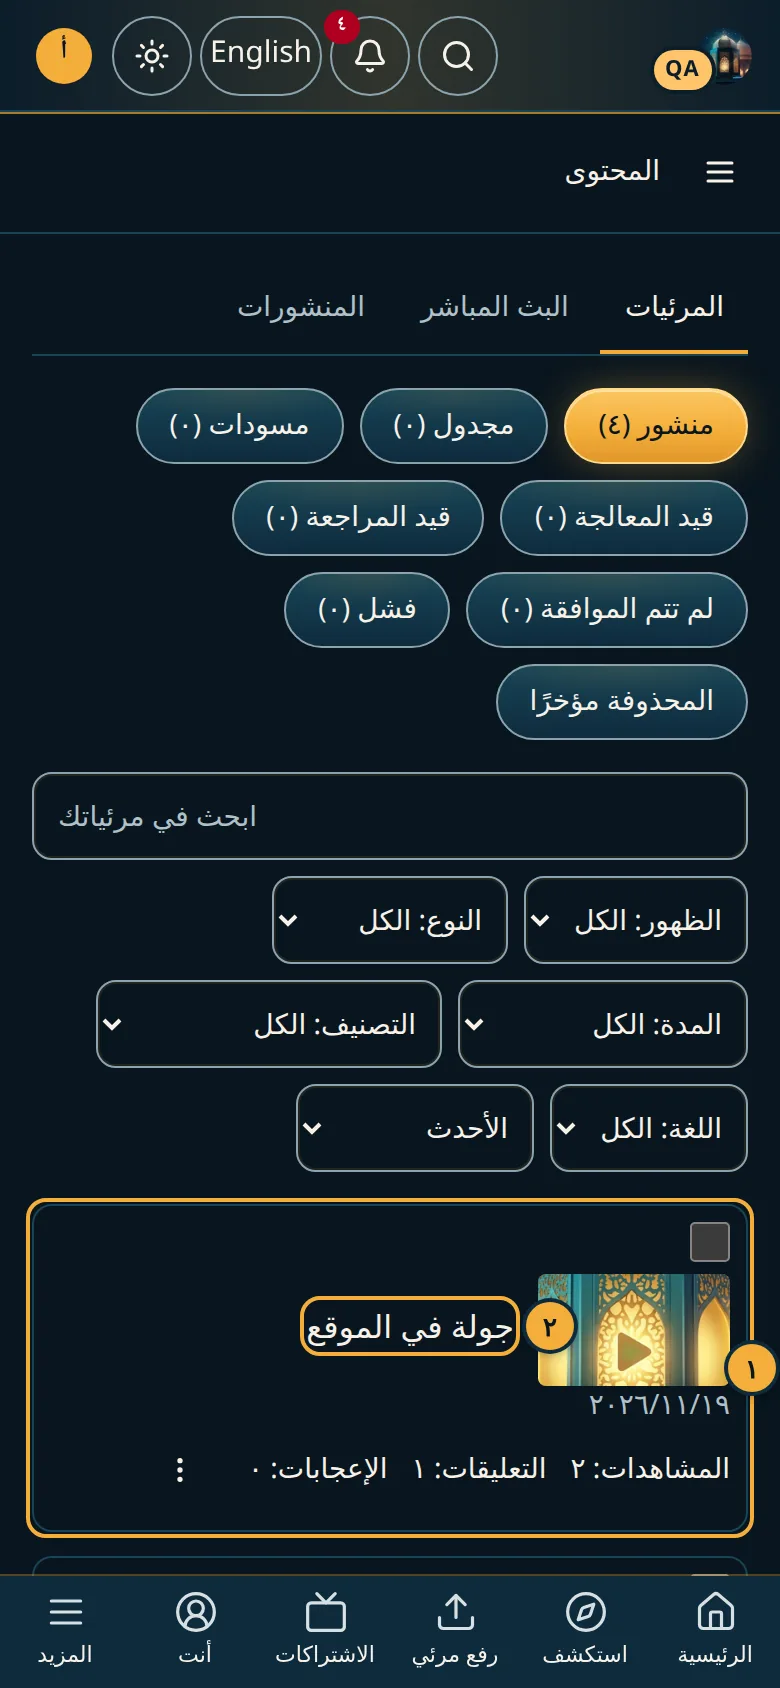 QA
٤
English
أ
المحتوى
المرئيات البث المباشر المنشورات
منشور (٤) مجدول (٠) مسودات (٠)
قيد المعالجة (٠) قيد المراجعة (٠)
لم تتم الموافقة (٠) فشل (٠)
المحذوفة مؤخرًا
ابحث في مرئياتك
الظهور: الكل النوع: الكل
المدة: الكل التصنيف: الكل
اللغة: الكل الأحدث
١
٢ جولة في الموقع
٢٠٢٦/١١/١٩
المشاهدات: ٢ التعليقات: ١ الإعجابات: ٠
الرئيسية استكشف رفع مرئي الاشتراكات أنت المزيد